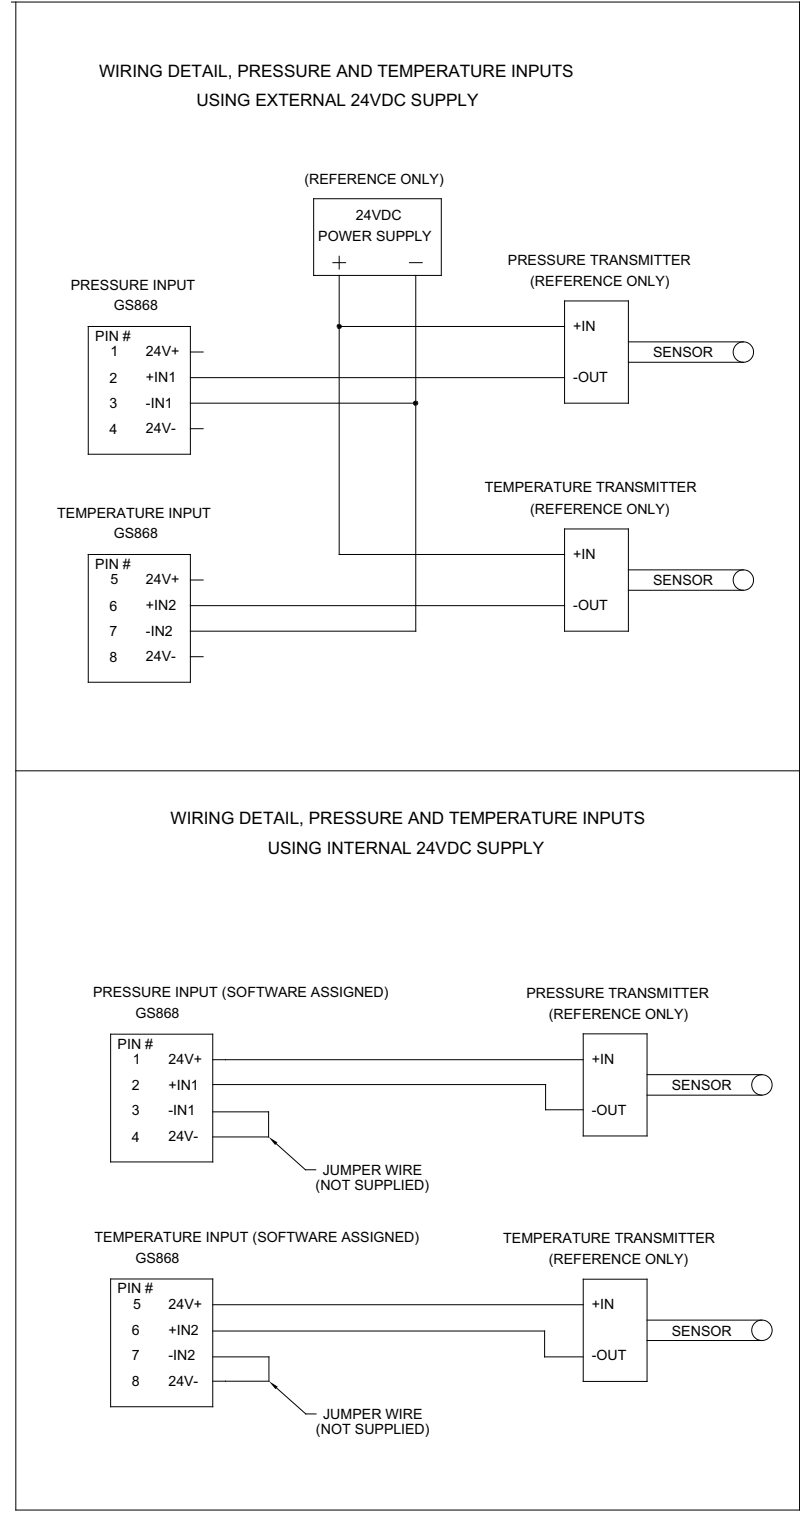 WIRING DETAIL, PRESSURE AND TEMPERATURE INPUTS
USING EXTERNAL 24VDC SUPPLY
(REFERENCE ONLY)
24VDC
POWER SUPPLY
+ —
PRESSURE INPUT
GS868
PIN #
1 24V+
2 +IN1
3 -IN1
4 24V-
PRESSURE TRANSMITTER
(REFERENCE ONLY)
+IN
-OUT
SENSOR
TEMPERATURE INPUT
GS868
PIN #
5 24V+
6 +IN2
7 -IN2
8 24V-
TEMPERATURE TRANSMITTER
(REFERENCE ONLY)
+IN
-OUT
SENSOR
WIRING DETAIL, PRESSURE AND TEMPERATURE INPUTS
USING INTERNAL 24VDC SUPPLY
PRESSURE INPUT (SOFTWARE ASSIGNED)
GS868
PIN #
1 24V+
2 +IN1
3 -IN1
4 24V-
JUMPER WIRE
(NOT SUPPLIED)
PRESSURE TRANSMITTER
(REFERENCE ONLY)
+IN
-OUT
SENSOR
TEMPERATURE INPUT (SOFTWARE ASSIGNED)
GS868
PIN #
5 24V+
6 +IN2
7 -IN2
8 24V-
JUMPER WIRE
(NOT SUPPLIED)
TEMPERATURE TRANSMITTER
(REFERENCE ONLY)
+IN
-OUT
SENSOR